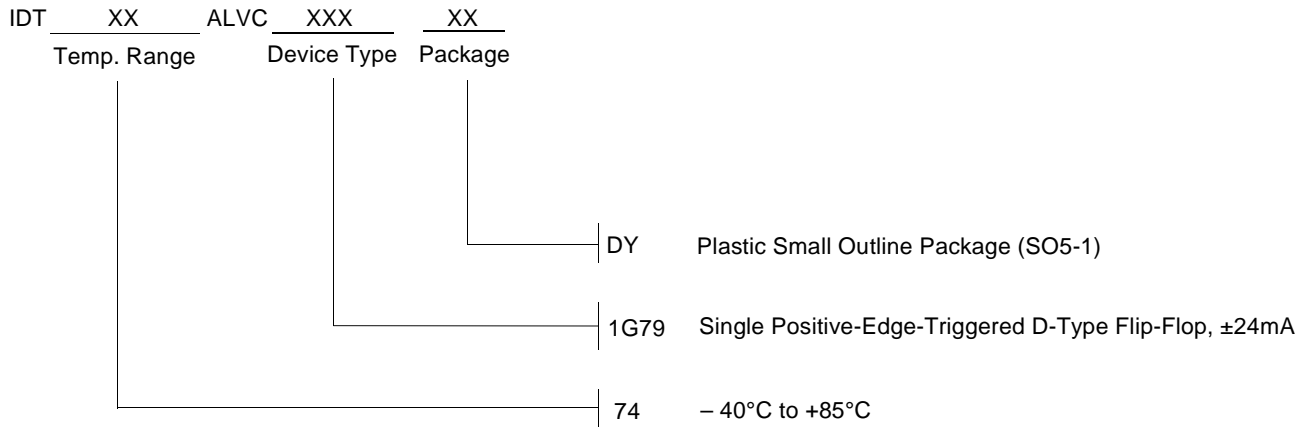 IDT XX ALVC XXX XX
Temp. Range Device Type Package
DY Plastic Small Outline Package (SO5-1)
1G79 Single Positive-Edge-Triggered D-Type Flip-Flop, ±24mA
74 – 40°C to +85°C